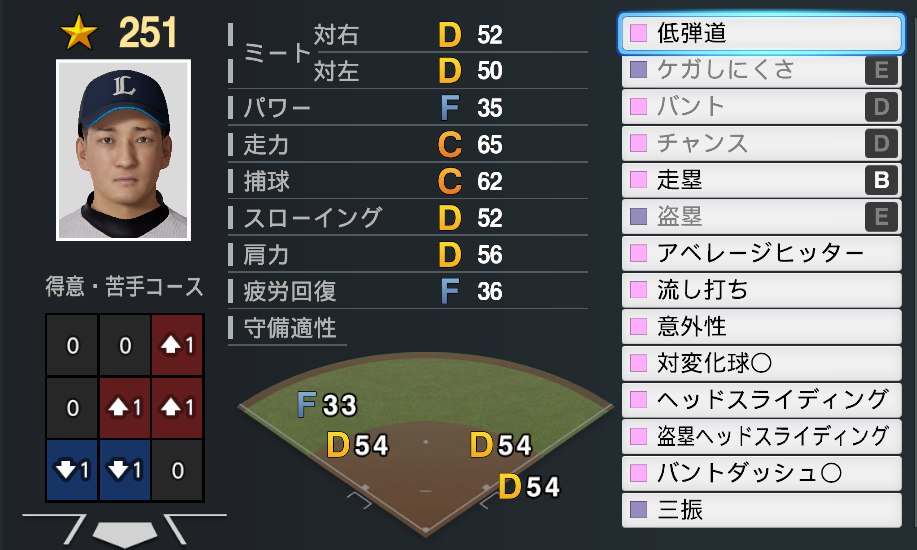 251
L
得意・苦手コース
0 0 1
0 1 1
1 1 0
ミート
対右 D 52
対左 D 50
パワー F 35
走力 C 65
捕球 C 62
スローイング D 52
肩力 D 56
疲労回復 F 36
守備適性
F 33
D 54 D 54
D 54
低弾道
ケガしにくさ E
バント D
チャンス D
走塁 B
盗塁 E
アベレージヒッター
流し打ち
意外性
対変化球○
ヘッドスライディング
盗塁ヘッドスライディング
バントダッシュ○
三振